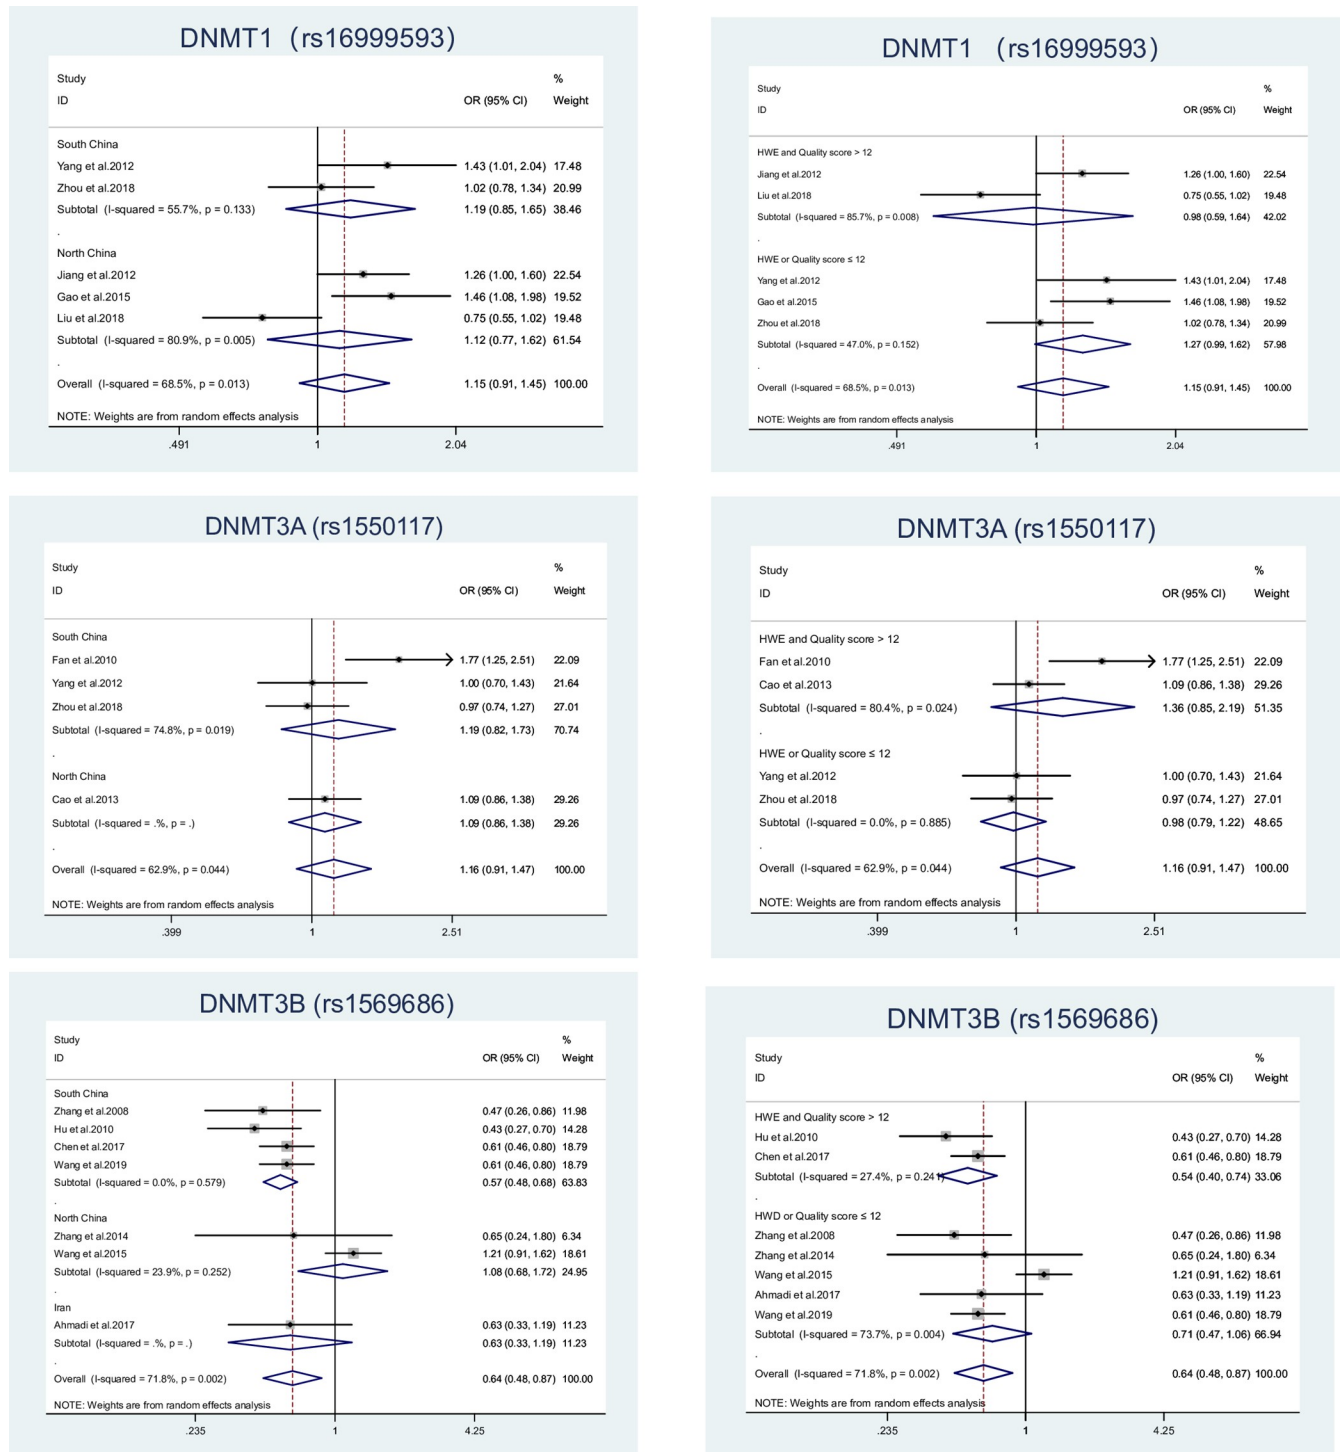 DNMT1 （rs16999593）
Study %
ID OR (95% CI) Weight
South China
Yang et al.2012 1.43 (1.01, 2.04) 17.48
Zhou et al.2018 1.02 (0.78, 1.34) 20.99
Subtotal (I-squared = 55.7%, p = 0.133) 1.19 (0.85, 1.65) 38.46
.
North China
Jiang et al.2012 1.26 (1.00, 1.60) 22.54
Gao et al.2015 1.46 (1.08, 1.98) 19.52
Liu et al.2018 0.75 (0.55, 1.02) 19.48
Subtotal (I-squared = 80.9%, p = 0.005) 1.12 (0.77, 1.62) 61.54
.
Overall (I-squared = 68.5%, p = 0.013) 1.15 (0.91, 1.45) 100.00
NOTE: Weights are from random effects analysis
.491 1 2.04
DNMT1 （rs16999593）
Study %
ID OR (95% CI) Weight
HWE and Quality score > 12
Jiang et al.2012 1.26 (1.00, 1.60) 22.54
Liu et al.2018 0.75 (0.55, 1.02) 19.48
Subtotal (I-squared = 85.7%, p = 0.008) 0.98 (0.59, 1.64) 42.02
.
HWE or Quality score ≤ 12
Yang et al.2012 1.43 (1.01, 2.04) 17.48
Gao et al.2015 1.46 (1.08, 1.98) 19.52
Zhou et al.2018 1.02 (0.78, 1.34) 20.99
Subtotal (I-squared = 47.0%, p = 0.152) 1.27 (0.99, 1.62) 57.98
.
Overall (I-squared = 68.5%, p = 0.013) 1.15 (0.91, 1.45) 100.00
NOTE: Weights are from random effects analysis
.491 1 2.04
DNMT3A (rs1550117)
Study %
ID OR (95% CI) Weight
South China
Fan et al.2010 1.77 (1.25, 2.51) 22.09
Yang et al.2012 1.00 (0.70, 1.43) 21.64
Zhou et al.2018 0.97 (0.74, 1.27) 27.01
Subtotal (I-squared = 74.8%, p = 0.019) 1.19 (0.82, 1.73) 70.74
.
North China
Cao et al.2013 1.09 (0.86, 1.38) 29.26
Subtotal (I-squared = .%, p = .) 1.09 (0.86, 1.38) 29.26
.
Overall (I-squared = 62.9%, p = 0.044) 1.16 (0.91, 1.47) 100.00
NOTE: Weights are from random effects analysis
.399 1 2.51
DNMT3A (rs1550117)
Study %
ID OR (95% CI) Weight
HWE and Quality score > 12
Fan et al.2010 1.77 (1.25, 2.51) 22.09
Cao et al.2013 1.09 (0.86, 1.38) 29.26
Subtotal (I-squared = 80.4%, p = 0.024) 1.36 (0.85, 2.19) 51.35
.
HWE or Quality score ≤ 12
Yang et al.2012 1.00 (0.70, 1.43) 21.64
Zhou et al.2018 0.97 (0.74, 1.27) 27.01
Subtotal (I-squared = 0.0%, p = 0.885) 0.98 (0.79, 1.22) 48.65
.
Overall (I-squared = 62.9%, p = 0.044) 1.16 (0.91, 1.47) 100.00
NOTE: Weights are from random effects analysis
.399 1 2.51
DNMT3B (rs1569686)
Study %
ID OR (95% CI) Weight
South China
Zhang et al.2008 0.47 (0.26, 0.86) 11.98
Hu et al.2010 0.43 (0.27, 0.70) 14.28
Chen et al.2017 0.61 (0.46, 0.80) 18.79
Wang et al.2019 0.61 (0.46, 0.80) 18.79
Subtotal (I-squared = 0.0%, p = 0.579) 0.57 (0.48, 0.68) 63.83
.
North China
Zhang et al.2014 0.65 (0.24, 1.80) 6.34
Wang et al.2015 1.21 (0.91, 1.62) 18.61
Subtotal (I-squared = 23.9%, p = 0.252) 1.08 (0.68, 1.72) 24.95
.
Iran
Ahmadi et al.2017 0.63 (0.33, 1.19) 11.23
Subtotal (I-squared = .%, p = .) 0.63 (0.33, 1.19) 11.23
.
Overall (I-squared = 71.8%, p = 0.002) 0.64 (0.48, 0.87) 100.00
NOTE: Weights are from random effects analysis
.235 1 4.25
DNMT3B (rs1569686)
Study %
ID OR (95% CI) Weight
HWE and Quality score > 12
Hu et al.2010 0.43 (0.27, 0.70) 14.28
Chen et al.2017 0.61 (0.46, 0.80) 18.79
Subtotal (I-squared = 27.4%, p = 0.241) 0.54 (0.40, 0.74) 33.06
.
HWD or Quality score ≤ 12
Zhang et al.2008 0.47 (0.26, 0.86) 11.98
Zhang et al.2014 0.65 (0.24, 1.80) 6.34
Wang et al.2015 1.21 (0.91, 1.62) 18.61
Ahmadi et al.2017 0.63 (0.33, 1.19) 11.23
Wang et al.2019 0.61 (0.46, 0.80) 18.79
Subtotal (I-squared = 73.7%, p = 0.004) 0.71 (0.47, 1.06) 66.94
.
Overall (I-squared = 71.8%, p = 0.002) 0.64 (0.48, 0.87) 100.00
NOTE: Weights are from random effects analysis
.235 1 4.25